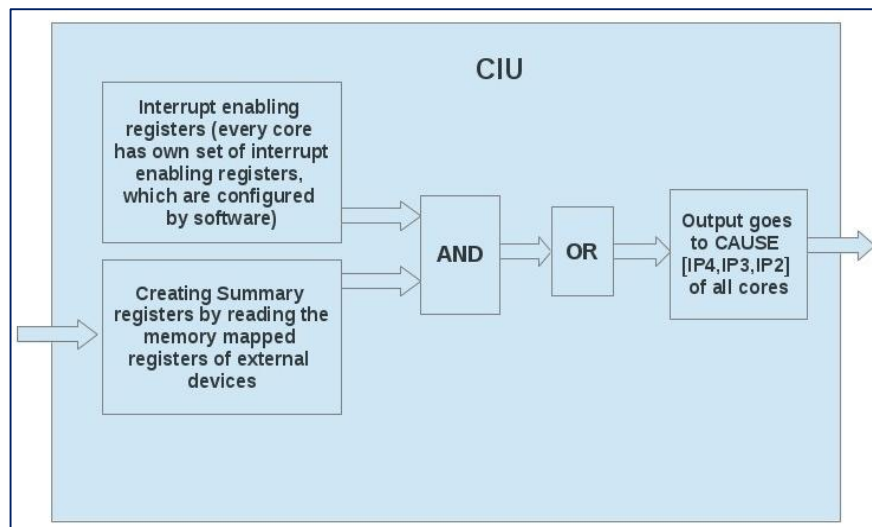 CIU
Interrupt enabling
registers (every core
has own set of interrupt
enabling registers,
which are configured
by software)
Creating Summary
registers by reading the
memory mapped
registers of external
devices
AND
OR
Output goes
to CAUSE
[IP4,IP3,IP2]
of all cores